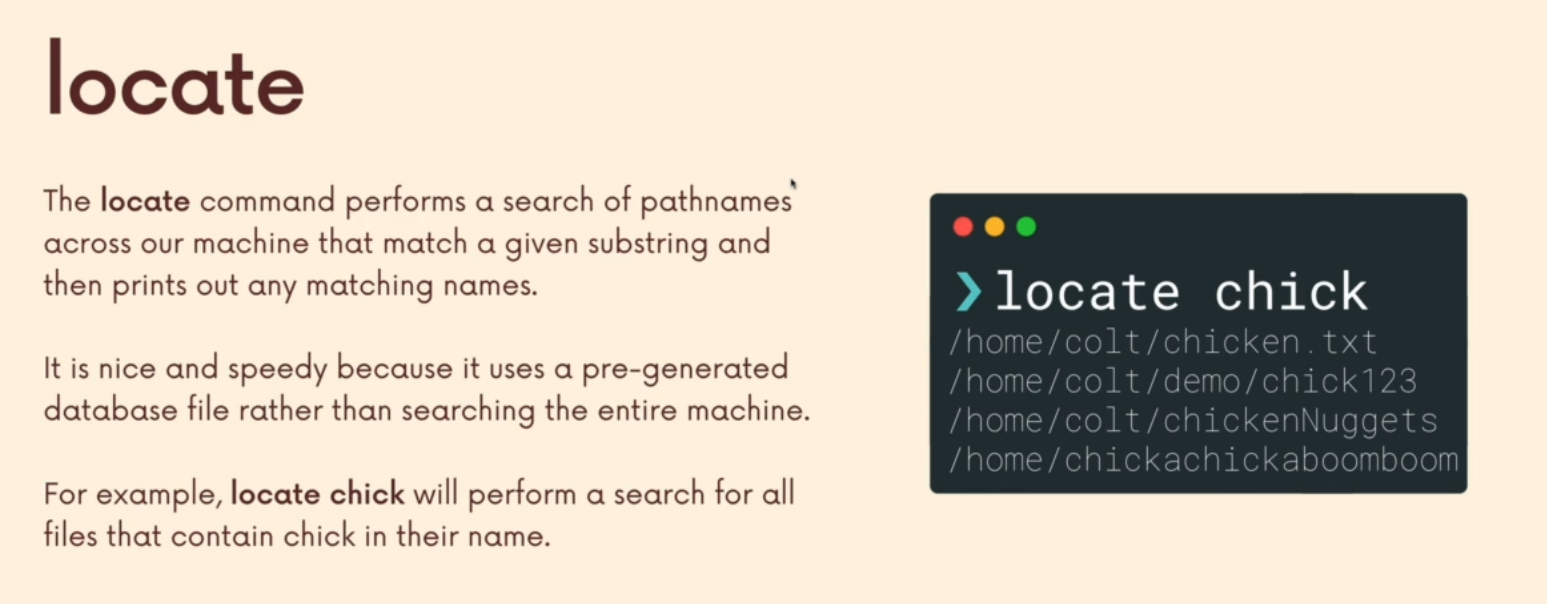 locate
The locate command performs a search of pathnames
across our machine that match a given substring and
then prints out any matching names.
It is nice and speedy because it uses a pre-generated
database file rather than searching the entire machine.
For example, locate chick will perform a search for all
files that contain chick in their name.
❯ locate chick
/home/colt/chicken.txt
/home/colt/demo/chick123
/home/colt/chickenNuggets
/home/chickachickaboomboom